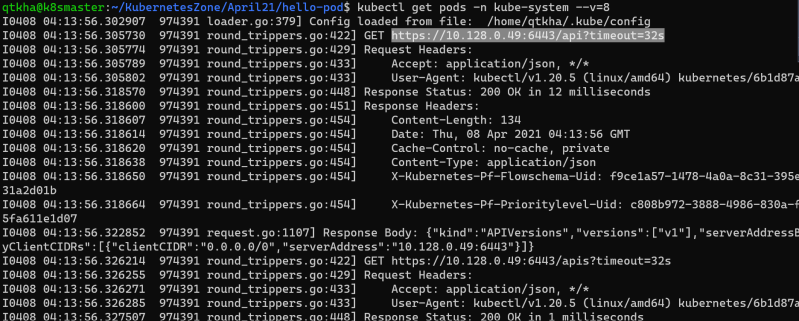 qtkha@k8smaster:~/KubernetesZone/April21/hello-pod$ kubectl get pods -n kube-system --v=8
I0408 04:13:56.302907  974391 loader.go:379] Config loaded from file:  /home/qtkha/.kube/config
I0408 04:13:56.305730  974391 round_trippers.go:422] GET https://10.128.0.49:6443/api?timeout=32s
I0408 04:13:56.305774  974391 round_trippers.go:429] Request Headers:
I0408 04:13:56.305789  974391 round_trippers.go:433]     Accept: application/json, */*
I0408 04:13:56.305802  974391 round_trippers.go:433]     User-Agent: kubectl/v1.20.5 (linux/amd64) kubernetes/6b1d87a
I0408 04:13:56.318570  974391 round_trippers.go:448] Response Status: 200 OK in 12 milliseconds
I0408 04:13:56.318600  974391 round_trippers.go:451] Response Headers:
I0408 04:13:56.318607  974391 round_trippers.go:454]     Content-Length: 134
I0408 04:13:56.318614  974391 round_trippers.go:454]     Date: Thu, 08 Apr 2021 04:13:56 GMT
I0408 04:13:56.318620  974391 round_trippers.go:454]     Cache-Control: no-cache, private
I0408 04:13:56.318638  974391 round_trippers.go:454]     Content-Type: application/json
I0408 04:13:56.318650  974391 round_trippers.go:454]     X-Kubernetes-Pf-Flowschema-Uid: f9ce1a57-1478-4a0a-8c31-395e
31a2d01b
I0408 04:13:56.318664  974391 round_trippers.go:454]     X-Kubernetes-Pf-Prioritylevel-Uid: c808b972-3888-4986-830a-f
5fa611e1d07
I0408 04:13:56.322852  974391 request.go:1107] Response Body: {"kind":"APIVersions","versions":["v1"],"serverAddressB
yClientCIDRs":[{"clientCIDR":"0.0.0.0/0","serverAddress":"10.128.0.49:6443"}]}
I0408 04:13:56.326214  974391 round_trippers.go:422] GET https://10.128.0.49:6443/apis?timeout=32s
I0408 04:13:56.326255  974391 round_trippers.go:429] Request Headers:
I0408 04:13:56.326271  974391 round_trippers.go:433]     Accept: application/json, */*
I0408 04:13:56.326285  974391 round_trippers.go:433]     User-Agent: kubectl/v1.20.5 (linux/amd64) kubernetes/6b1d87a
I0408 04:13:56.327507  974391 round_trippers.go:448] Response Status: 200 OK in 1 milliseconds